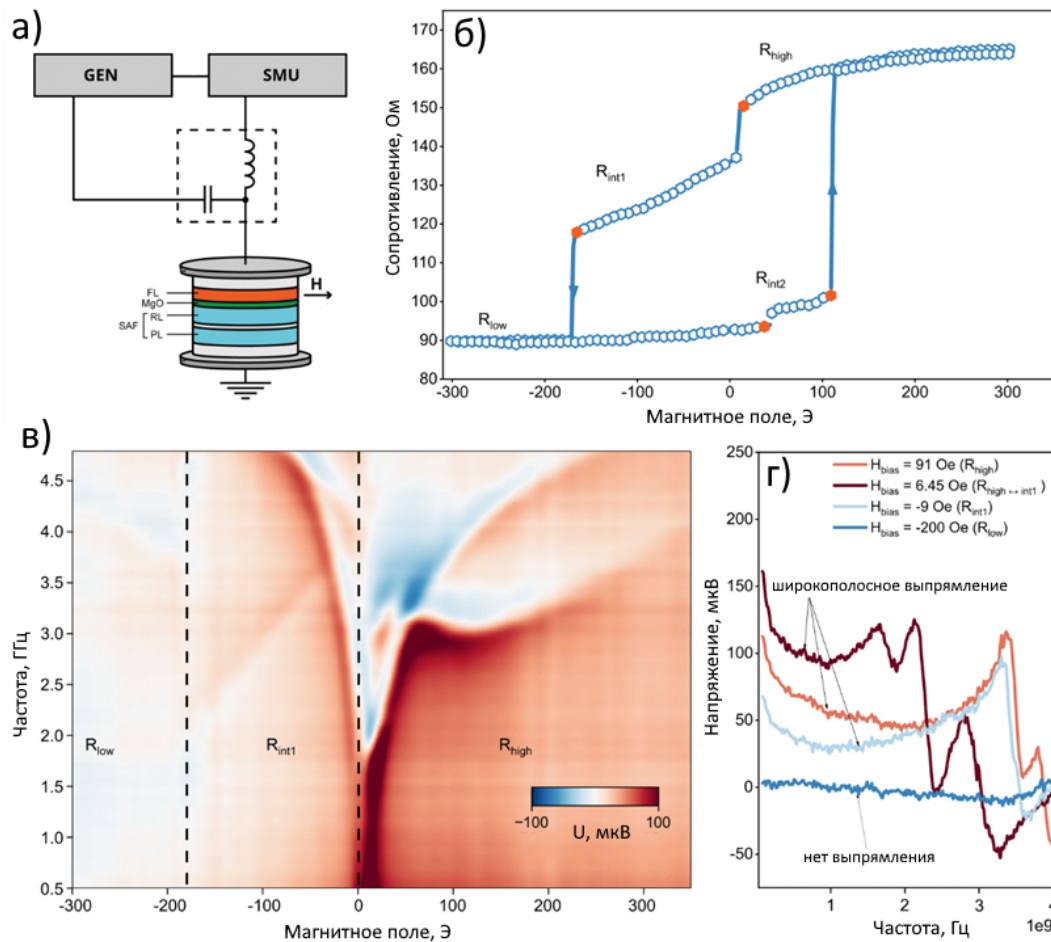 а)
GEN
SMU
FL
MgO
SAF
RL
PL
H
б)
Сопротивление, Ом
170
160
150
140
130
120
110
100
90
80
R_high
R_int1
R_int2
R_low
-300
-200
-100
0
100
200
300
Магнитное поле, Э
в)
Частота, ГГц
4.5
4.0
3.5
3.0
2.5
2.0
1.5
1.0
0.5
R_low
R_int1
R_high
−100
100
U, мкВ
-300
-200
-100
0
100
200
300
Магнитное поле, Э
г)
Напряжение, мкВ
250
200
150
100
50
0
-50
H_bias = 91 Oe (R_high)
H_bias = 6.45 Oe (R_high ↔ int1)
H_bias = -9 Oe (R_int1)
H_bias = -200 Oe (R_low)
широкополосное выпрямление
нет выпрямления
1
2
3
4
1e9
Частота, Гц